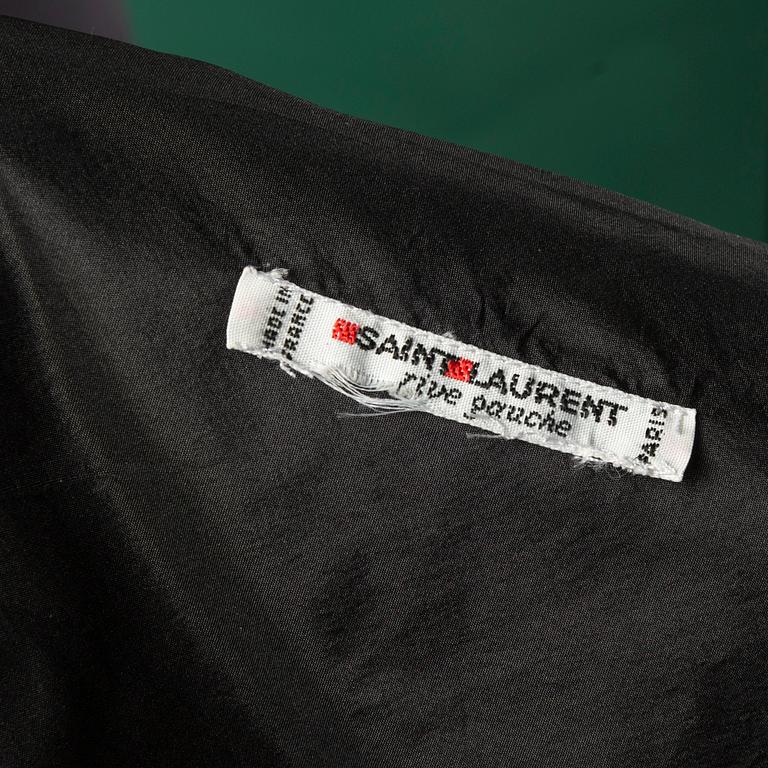 MADE IN
FRANCE
SAINT LAURENT
rive gauche
PARIS